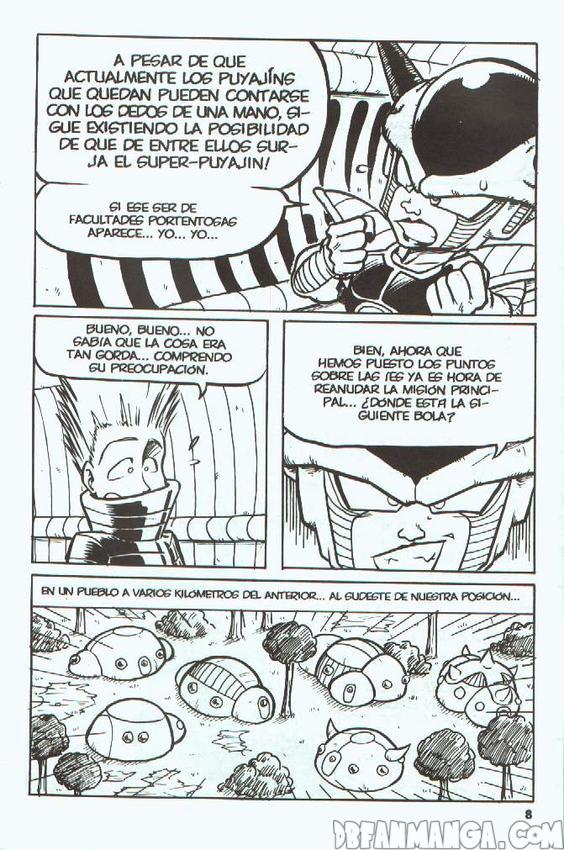 A PESAR DE QUE
ACTUALMENTE LOS PUYAJÍNS
QUE QUEDAN PUEDEN CONTARSE
CON LOS DEDOS DE UNA MANO, SI-
GUE EXISTIENDO LA POSIBILIDAD
DE QUE DE ENTRE ELLOS SUR-
JA EL SUPER-PUYAJIN!
SI ESE SER DE
FACULTADES PORTENTOSAS
APARECE... YO... YO...
BUENO, BUENO... NO
SABIA QUE LA COSA ERA
TAN GORDA... COMPRENDO
SU PREOCUPACIÓN.
BIEN, AHORA QUE
HEMOS PUESTO LOS PUNTOS
SOBRE LAS ÍES YA ES HORA DE
REANUDAR LA MISIÓN PRINCI-
PAL... ¿DÓNDE ESTÁ LA SI-
GUIENTE BOLA?
EN UN PUEBLO A VARIOS KILÓMETROS DEL ANTERIOR... AL SUDESTE DE NUESTRA POSICIÓN...
8
DBFANMANGA.COM